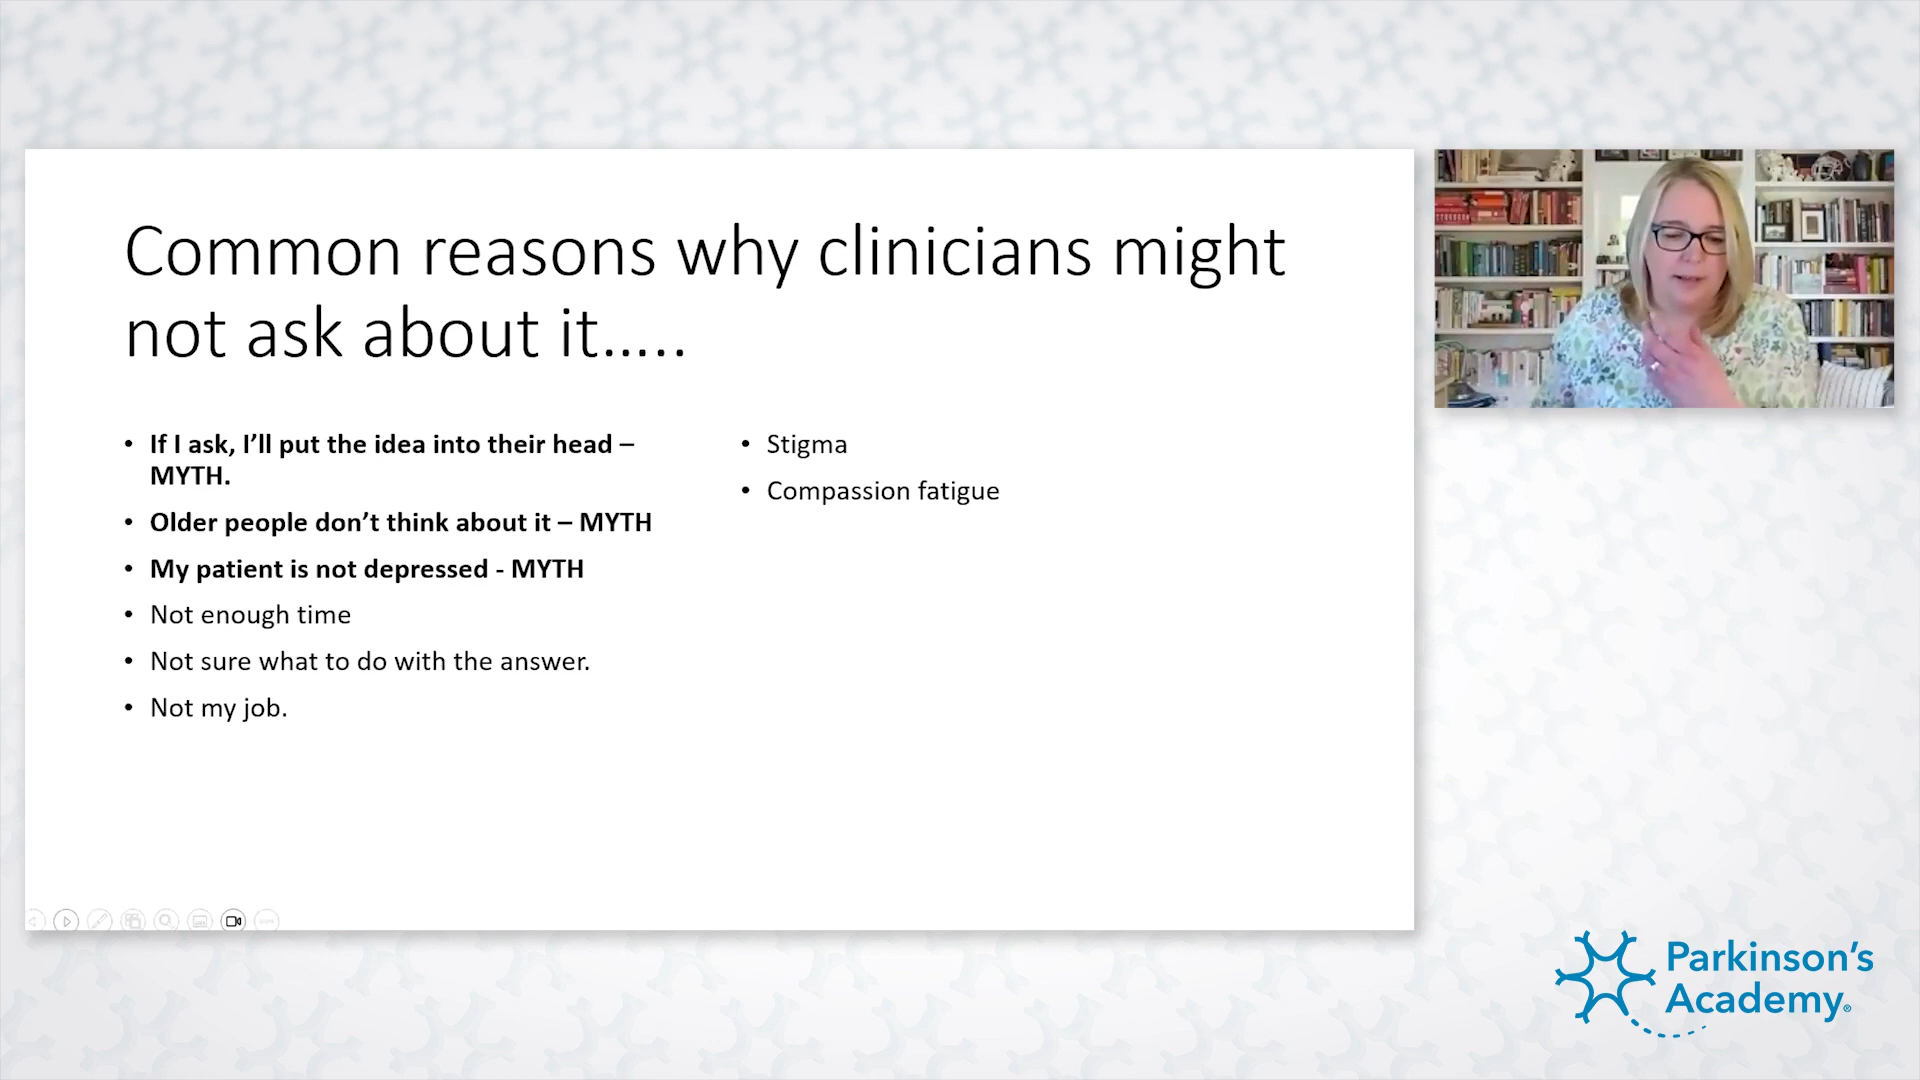 Common reasons why clinicians might
not ask about it…..
• If I ask, I’ll put the idea into their head –
MYTH.
• Older people don’t think about it – MYTH
• My patient is not depressed - MYTH
• Not enough time
• Not sure what to do with the answer.
• Not my job.
• Stigma
• Compassion fatigue
Parkinson’s
Academy®